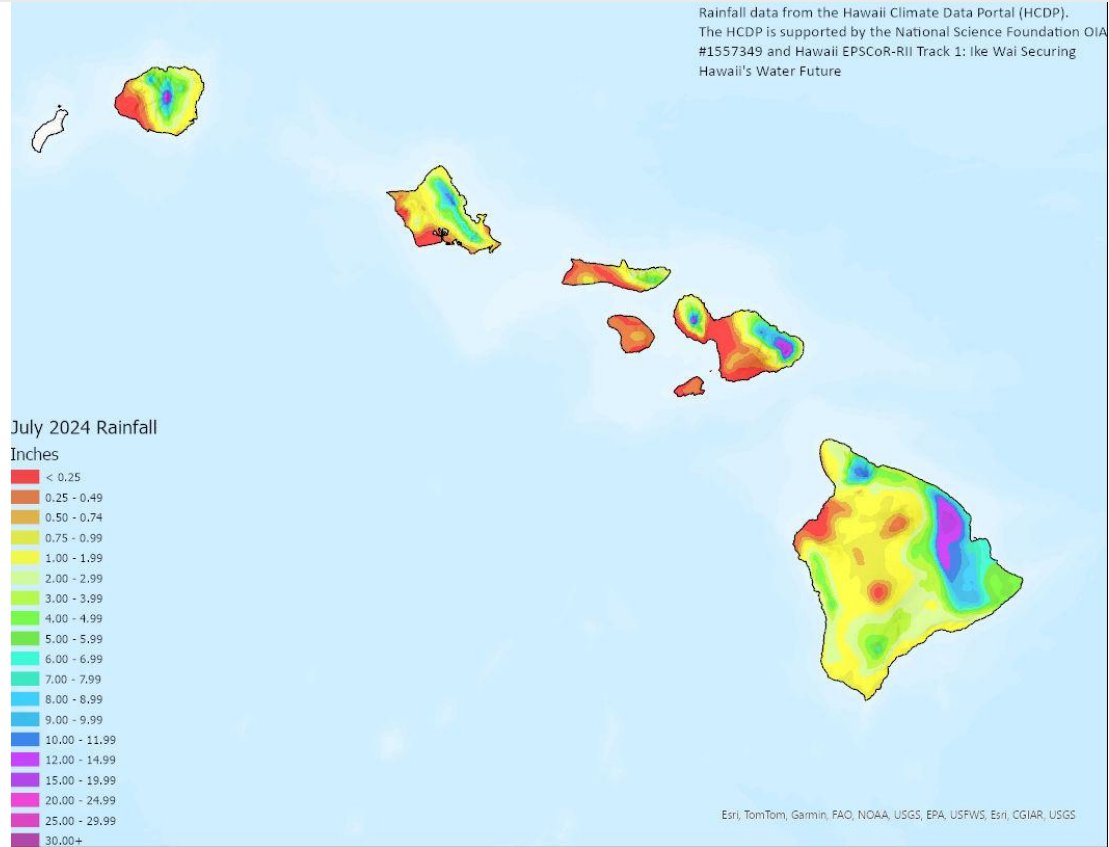 Rainfall data from the Hawaii Climate Data Portal (HCDP).
The HCDP is supported by the National Science Foundation OIA
#1557349 and Hawaii EPSCoR-RII Track 1: Ike Wai Securing
Hawaii's Water Future
July 2024 Rainfall
Inches
< 0.25
0.25 - 0.49
0.50 - 0.74
0.75 - 0.99
1.00 - 1.99
2.00 - 2.99
3.00 - 3.99
4.00 - 4.99
5.00 - 5.99
6.00 - 6.99
7.00 - 7.99
8.00 - 8.99
9.00 - 9.99
10.00 - 11.99
12.00 - 14.99
15.00 - 19.99
20.00 - 24.99
25.00 - 29.99
30.00+
Esri, TomTom, Garmin, FAO, NOAA, USGS, EPA, USFWS, Esri, CGIAR, USGS